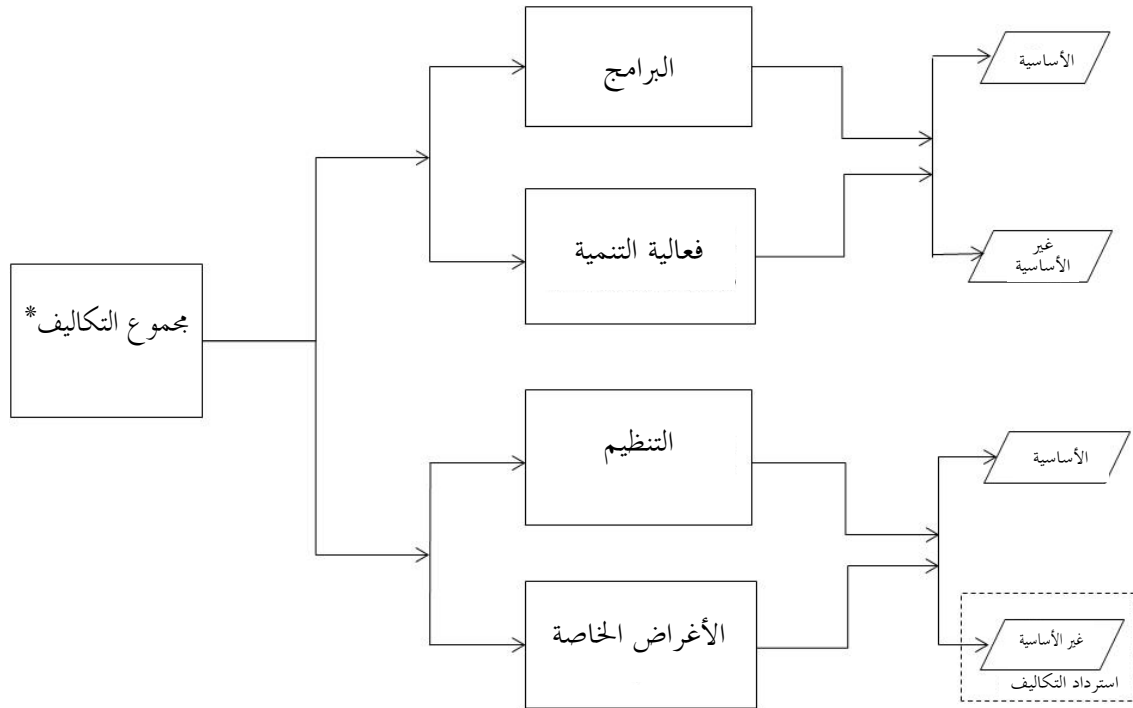 مجموع التكاليف*
البرامج
فعالية التنمية
الأساسية
غير
الأساسية
التنظيم
الأغراض الخاصة
الأساسية
غير الأساسية
استرداد التكاليف